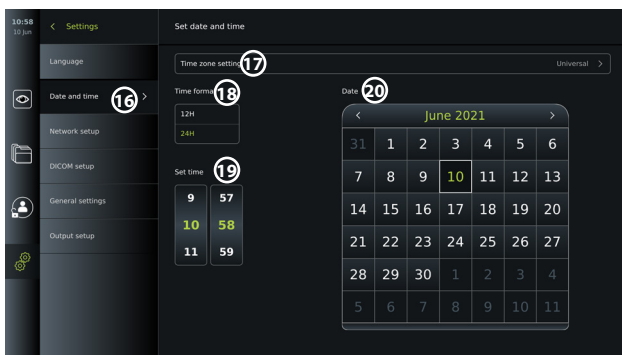 10:58
10 Jun
Settings
Language
Date and time
16
Network setup
DICOM setup
General settings
Output setup
Set date and time
Time zone setting
17
Universal
Time forma
18
12H
24H
Set time
19
9 57
10 58
11 59
Date
20
June 2021
31 1 2 3 4 5 6
7 8 9 10 11 12 13
14 15 16 17 18 19 20
21 22 23 24 25 26 27
28 29 30 1 2 3 4
5 6 7 8 9 10 11